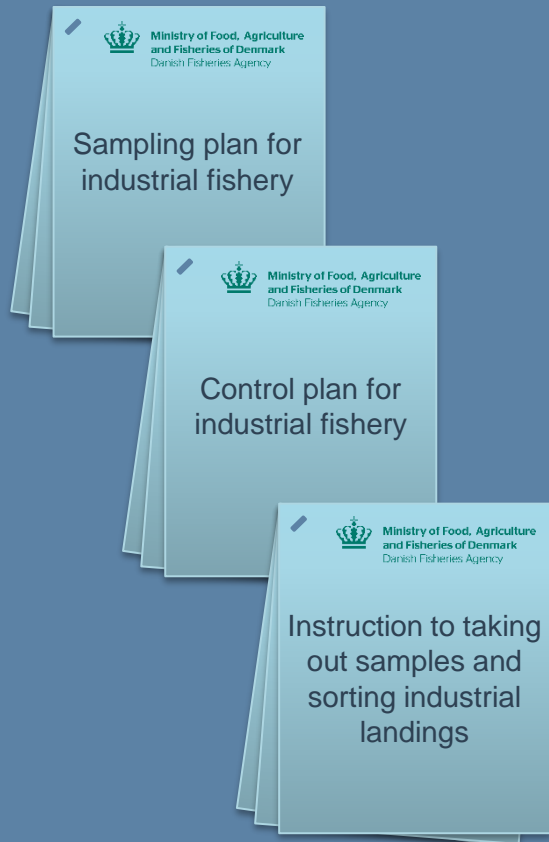 Ministry of Food, Agriculture
and Fisheries of Denmark
Danish Fisheries Agency
Sampling plan for
industrial fishery
Ministry of Food, Agriculture
and Fisheries of Denmark
Danish Fisheries Agency
Control plan for
industrial fishery
Ministry of Food, Agriculture
and Fisheries of Denmark
Danish Fisheries Agency
Instruction to taking
out samples and
sorting industrial
landings